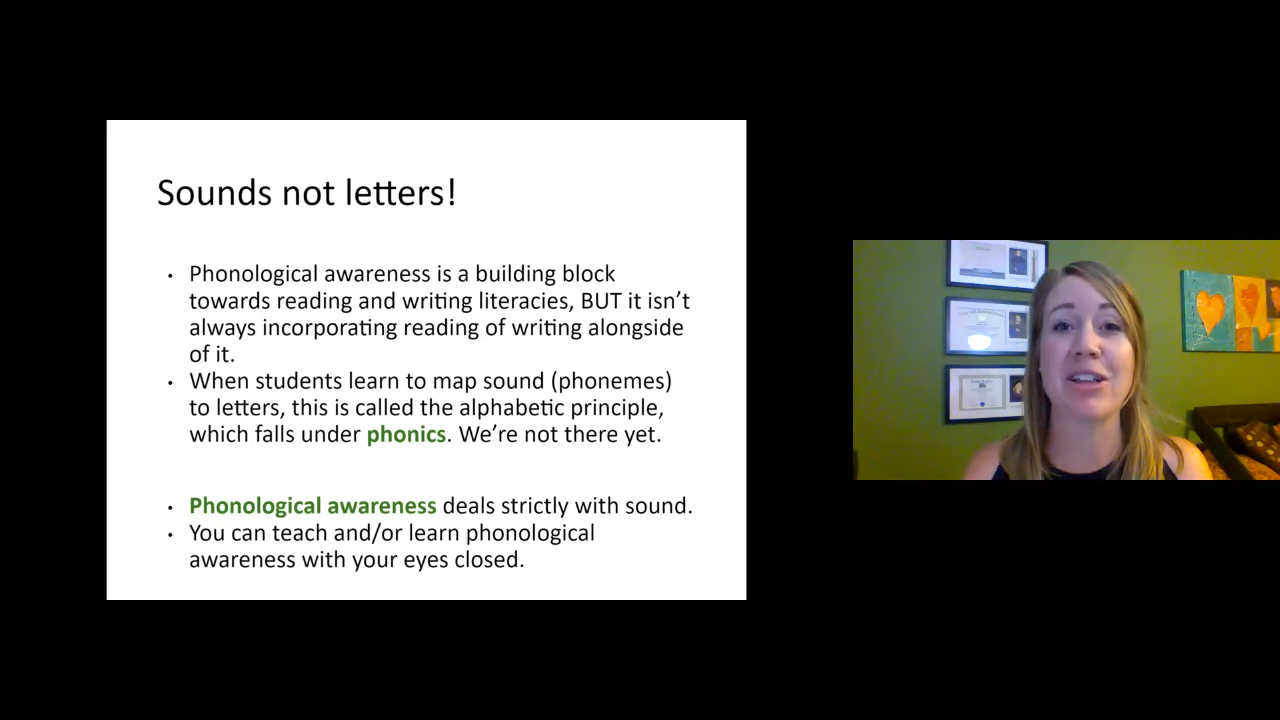 Sounds not letters!
• Phonological awareness is a building block
towards reading and writing literacies, BUT it isn’t
always incorporating reading of writing alongside
of it.
• When students learn to map sound (phonemes)
to letters, this is called the alphabetic principle,
which falls under phonics. We’re not there yet.
• Phonological awareness deals strictly with sound.
• You can teach and/or learn phonological
awareness with your eyes closed.